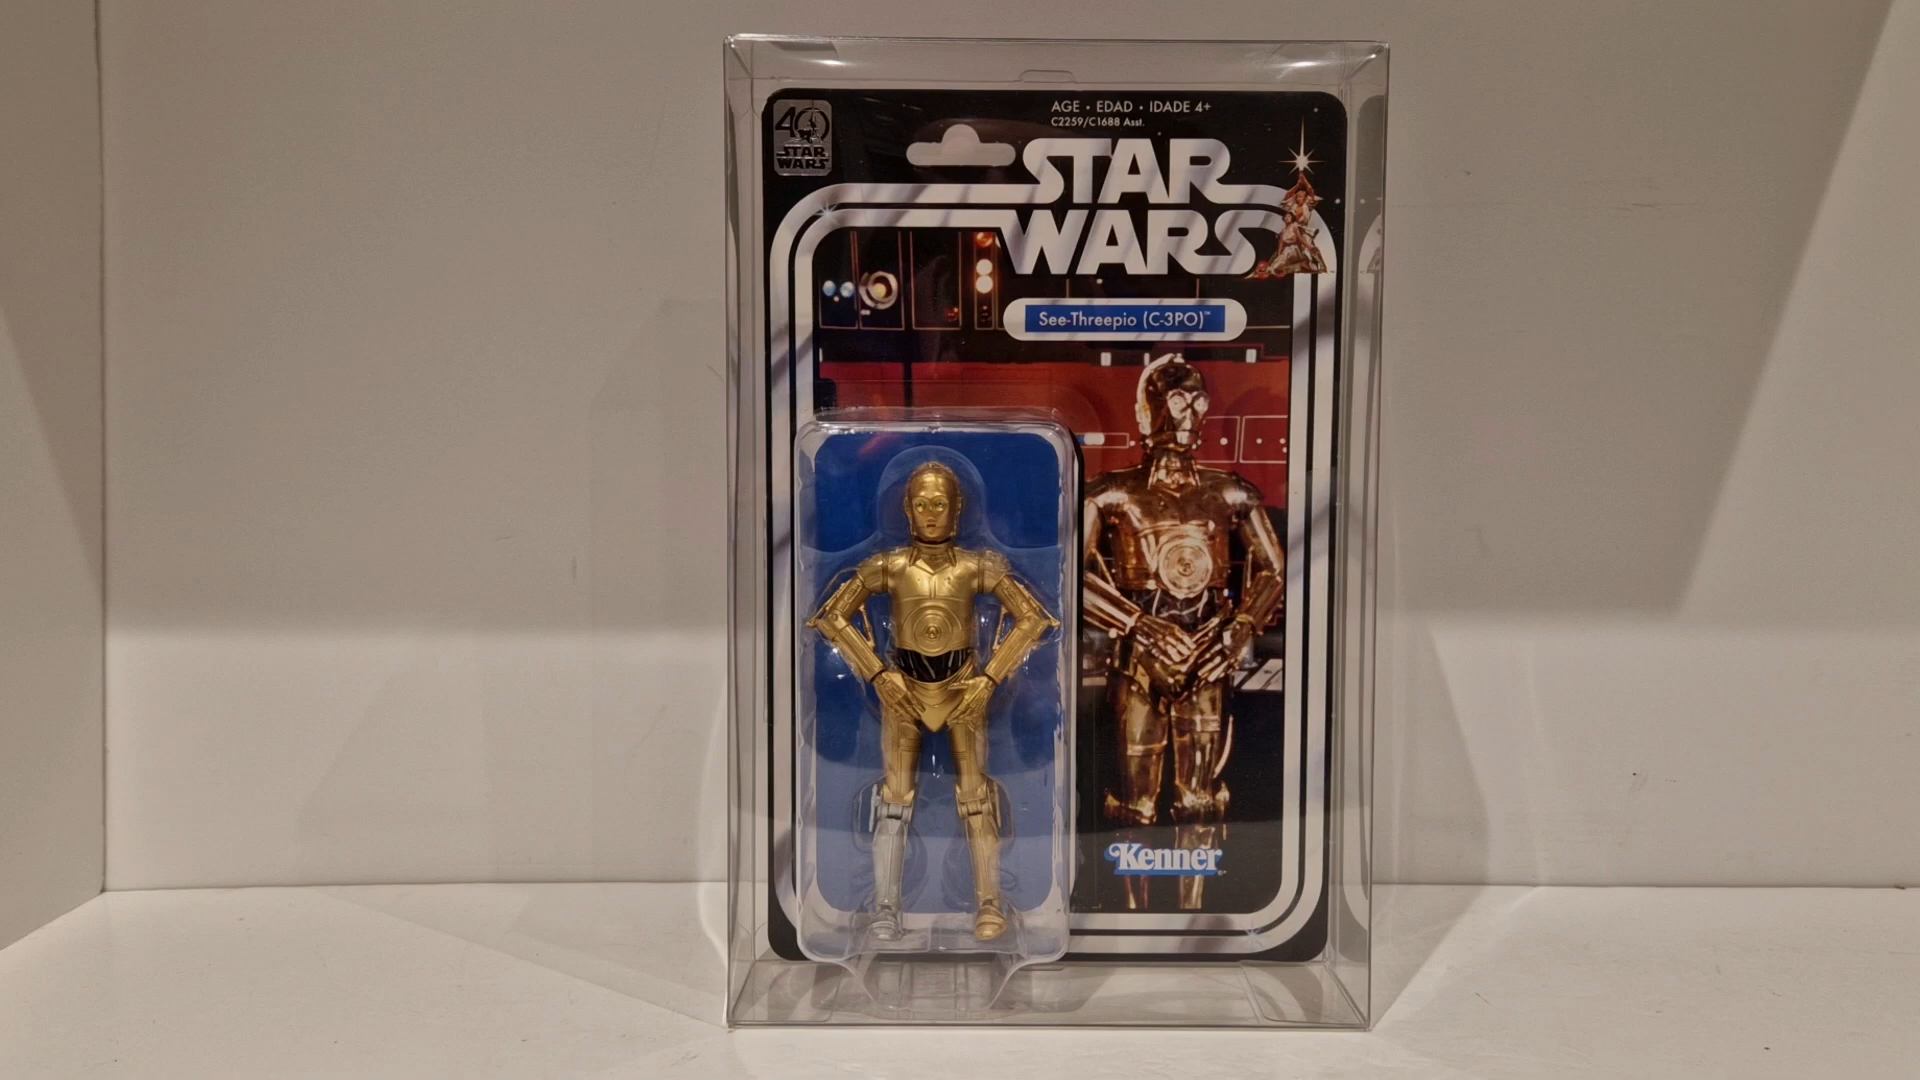 AGE • EDAD • IDADE 4+
C2259/C1688 Asst.
40
STAR
WARS
STAR
WARS
See-Threepio (C-3PO)™
Kenner